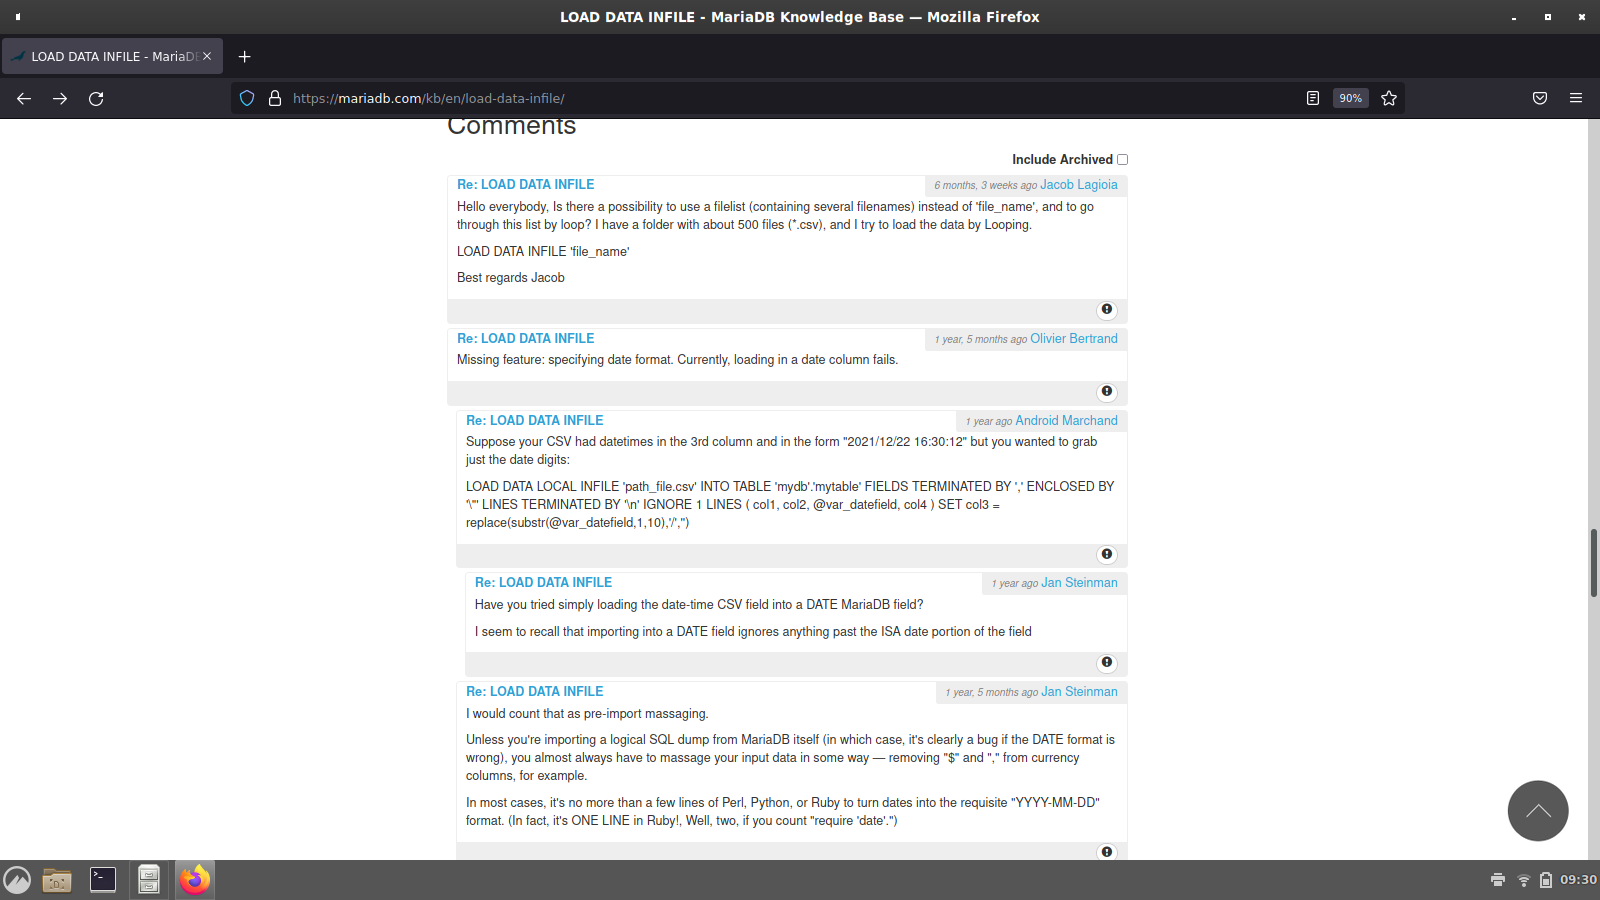 LOAD DATA INFILE - MariaDB Knowledge Base — Mozilla Firefox
LOAD DATA INFILE - MariaDB
https://mariadb.com/kb/en/load-data-infile/
90%
Comments
Include Archived
Re: LOAD DATA INFILE
6 months, 3 weeks ago Jacob Lagioia
Hello everybody, Is there a possibility to use a filelist (containing several filenames) instead of 'file_name', and to go
through this list by loop? I have a folder with about 500 files (*.csv), and I try to load the data by Looping.
LOAD DATA INFILE 'file_name'
Best regards Jacob
Re: LOAD DATA INFILE
1 year, 5 months ago Olivier Bertrand
Missing feature: specifying date format. Currently, loading in a date column fails.
Re: LOAD DATA INFILE
1 year ago Android Marchand
Suppose your CSV had datetimes in the 3rd column and in the form "2021/12/22 16:30:12" but you wanted to grab
just the date digits:
LOAD DATA LOCAL INFILE 'path_file.csv' INTO TABLE 'mydb'.'mytable' FIELDS TERMINATED BY ',' ENCLOSED BY
'\"' LINES TERMINATED BY '\n' IGNORE 1 LINES ( col1, col2, @var_datefield, col4 ) SET col3 =
replace(substr(@var_datefield,1,10),'/','')
Re: LOAD DATA INFILE
1 year ago Jan Steinman
Have you tried simply loading the date-time CSV field into a DATE MariaDB field?
I seem to recall that importing into a DATE field ignores anything past the ISA date portion of the field
Re: LOAD DATA INFILE
1 year, 5 months ago Jan Steinman
I would count that as pre-import massaging.
Unless you're importing a logical SQL dump from MariaDB itself (in which case, it's clearly a bug if the DATE format is
wrong), you almost always have to massage your input data in some way — removing "$" and "," from currency
columns, for example.
In most cases, it's no more than a few lines of Perl, Python, or Ruby to turn dates into the requisite "YYYY-MM-DD"
format. (In fact, it's ONE LINE in Ruby!, Well, two, if you count "require 'date'.")
09:30